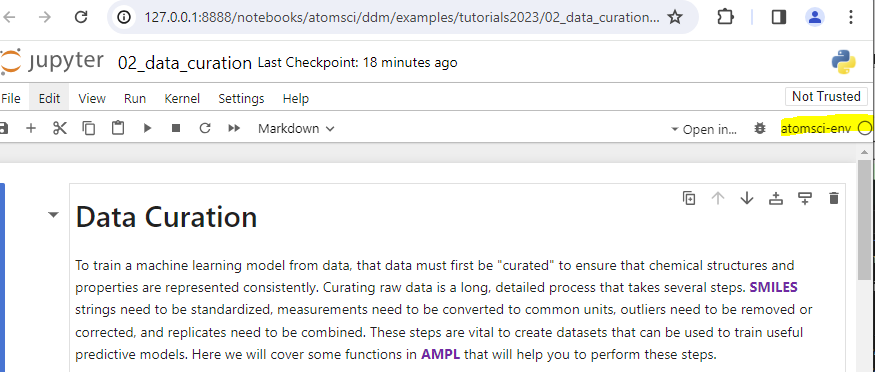 127.0.0.1:8888/notebooks/atomsci/ddm/examples/tutorials2023/02_data_curation...
jupyter 02_data_curation Last Checkpoint: 18 minutes ago
File Edit View Run Kernel Settings Help
Not Trusted
Markdown Open in... atomsci-env
Data Curation
To train a machine learning model from data, that data must first be "curated" to ensure that chemical structures and
properties are represented consistently. Curating raw data is a long, detailed process that takes several steps. SMILES
strings need to be standardized, measurements need to be converted to common units, outliers need to be removed or
corrected, and replicates need to be combined. These steps are vital to create datasets that can be used to train useful
predictive models. Here we will cover some functions in AMPL that will help you to perform these steps.